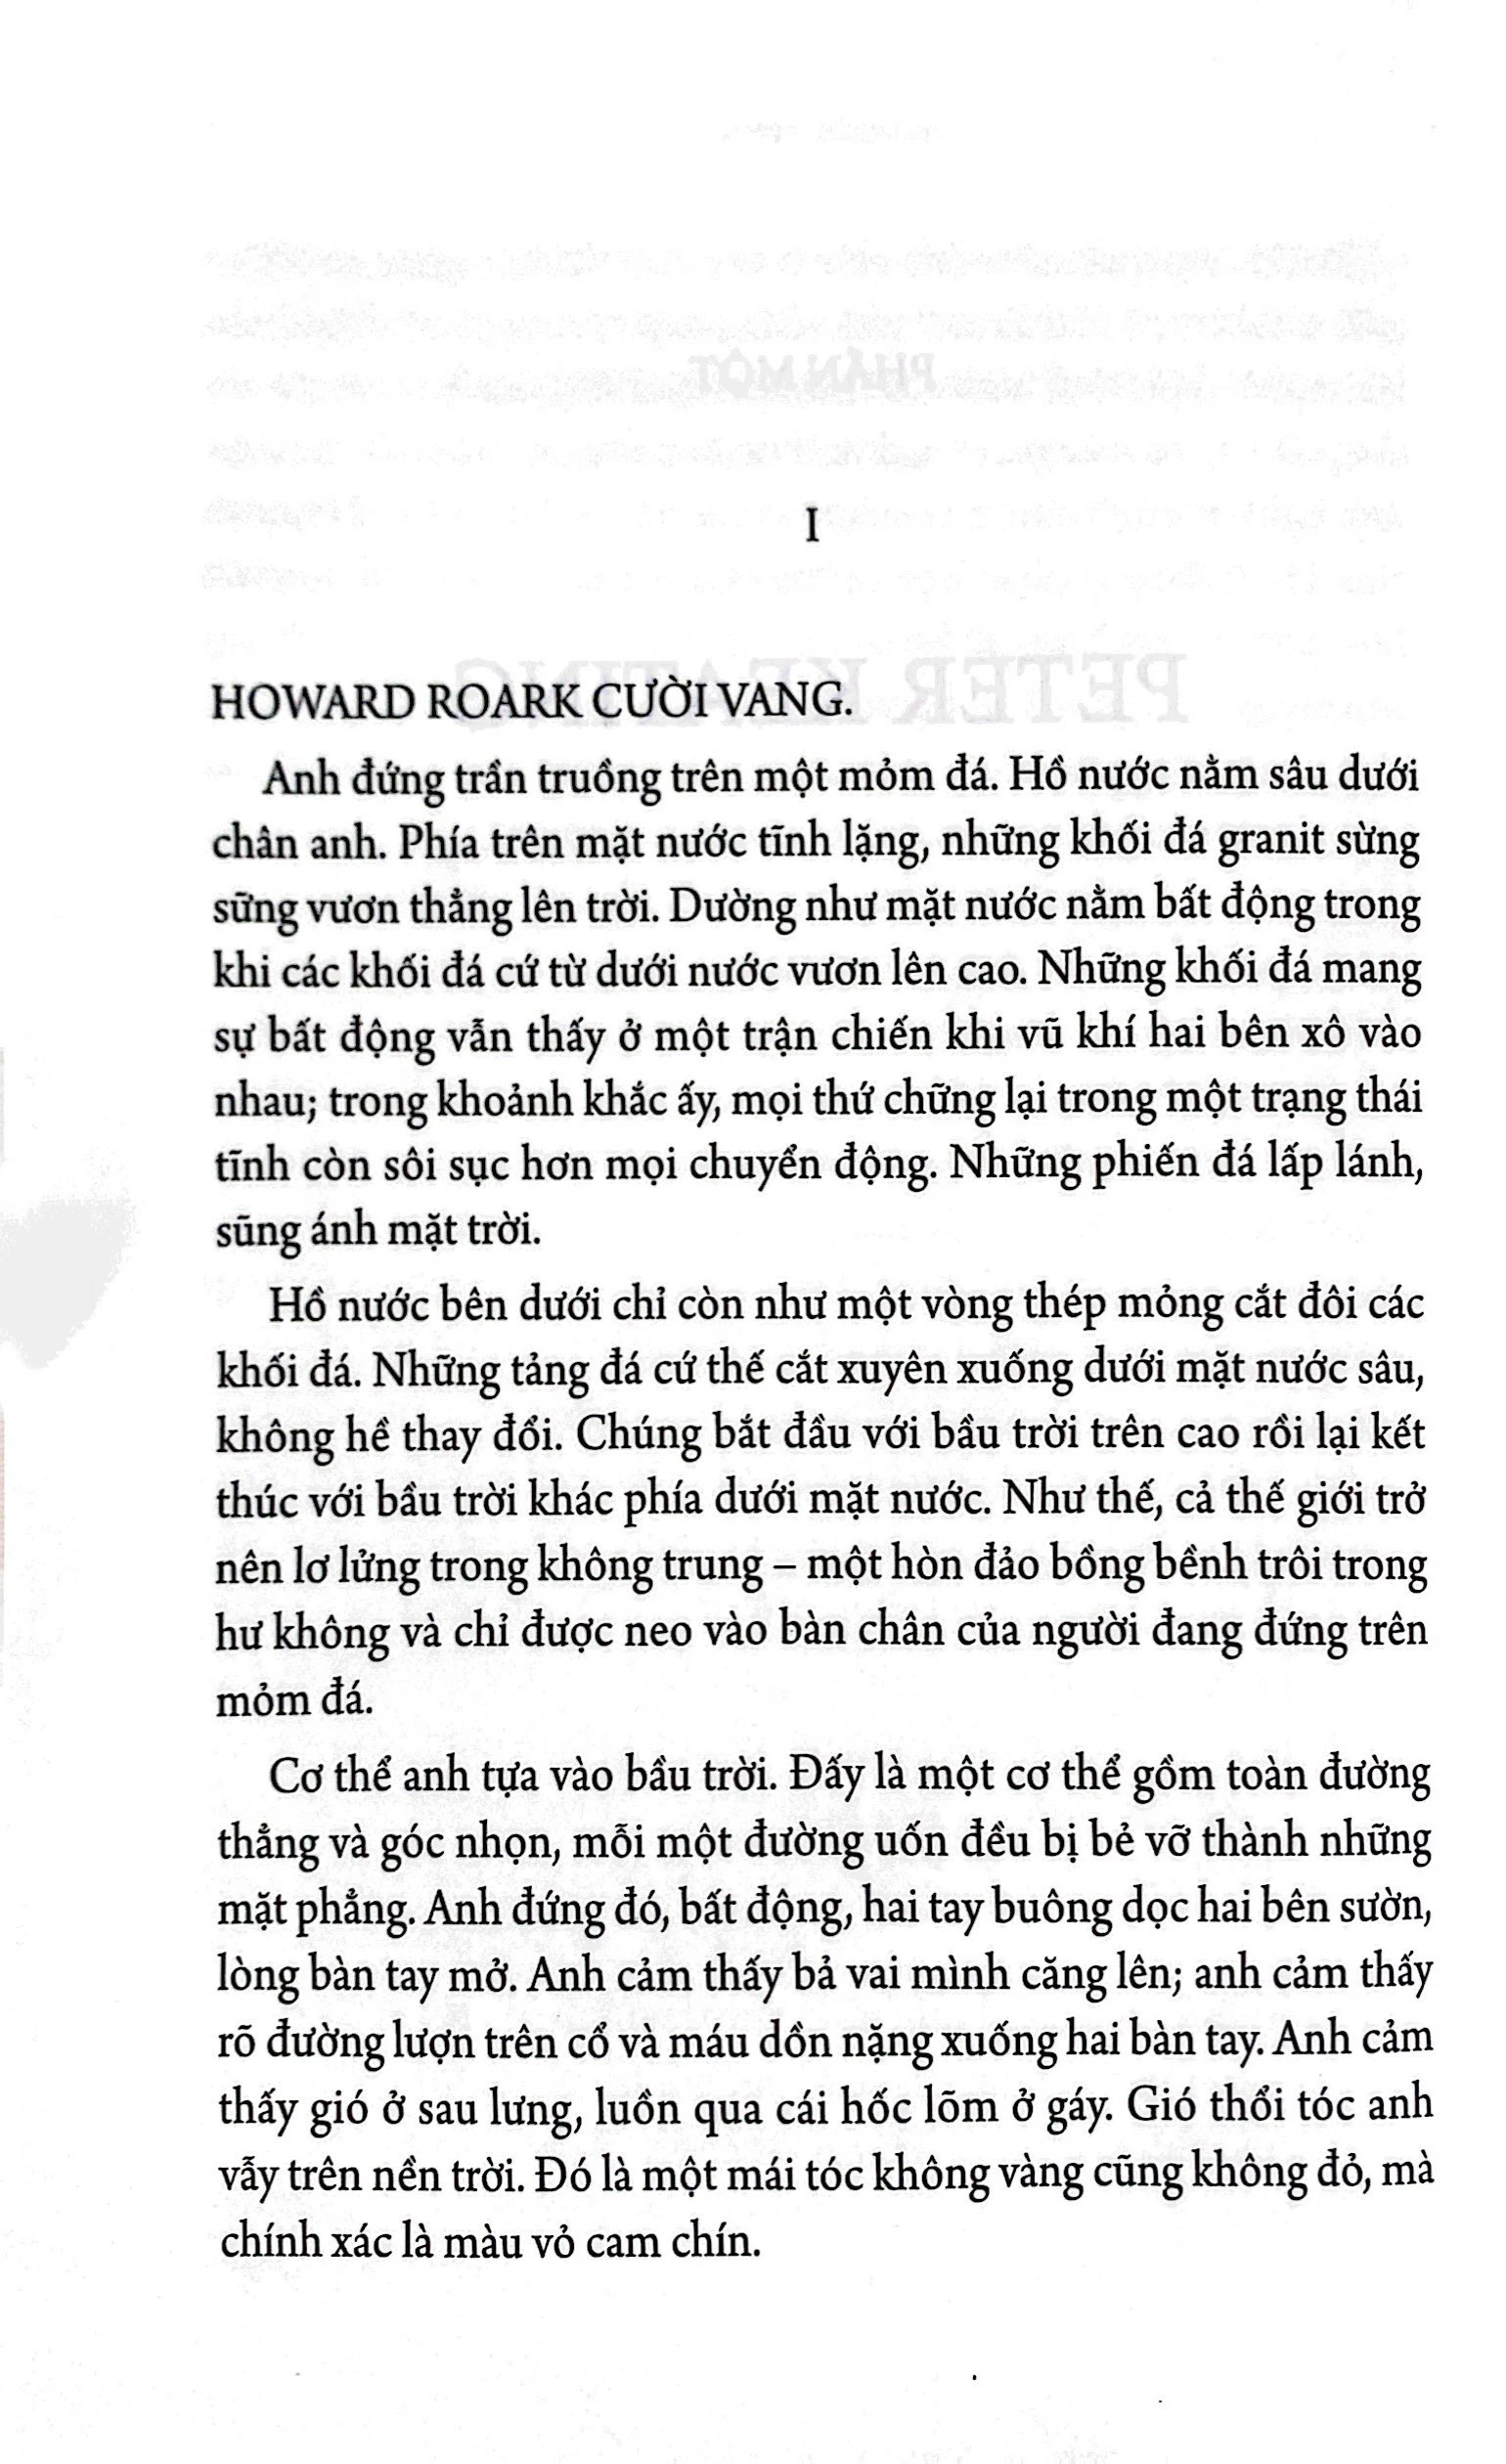 PHẦN MỘT
I
PETER KEATING
HOWARD ROARK CƯỜI VANG.
Anh đứng trần truồng trên một mỏm đá. Hồ nước nằm sâu dưới
chân anh. Phía trên mặt nước tĩnh lặng, những khối đá granit sừng
sững vươn thẳng lên trời. Dường như mặt nước nằm bất động trong
khi các khối đá cứ từ dưới nước vươn lên cao. Những khối đá mang
sự bất động vẫn thấy ở một trận chiến khi vũ khí hai bên xô vào
nhau; trong khoảnh khắc ấy, mọi thứ chững lại trong một trạng thái
tĩnh còn sôi sục hơn mọi chuyển động. Những phiến đá lấp lánh,
sũng ánh mặt trời.
Hồ nước bên dưới chỉ còn như một vòng thép mỏng cắt đôi các
khối đá. Những tảng đá cứ thế cắt xuyên xuống dưới mặt nước sâu,
không hề thay đổi. Chúng bắt đầu với bầu trời trên cao rồi lại kết
thúc với bầu trời khác phía dưới mặt nước. Như thế, cả thế giới trở
nên lơ lửng trong không trung – một hòn đảo bồng bềnh trôi trong
hư không và chỉ được neo vào bàn chân của người đang đứng trên
mỏm đá.
Cơ thể anh tựa vào bầu trời. Đấy là một cơ thể gồm toàn đường
thẳng và góc nhọn, mỗi một đường uốn đều bị bẻ vỡ thành những
mặt phẳng. Anh đứng đó, bất động, hai tay buông dọc hai bên sườn,
lòng bàn tay mở. Anh cảm thấy bả vai mình căng lên; anh cảm thấy
rõ đường lượn trên cổ và máu dồn nặng xuống hai bàn tay. Anh cảm
thấy gió ở sau lưng, luồn qua cái hốc lõm ở gáy. Gió thổi tóc anh
vẫy trên nền trời. Đó là một mái tóc không vàng cũng không đỏ, mà
chính xác là màu vỏ cam chín.